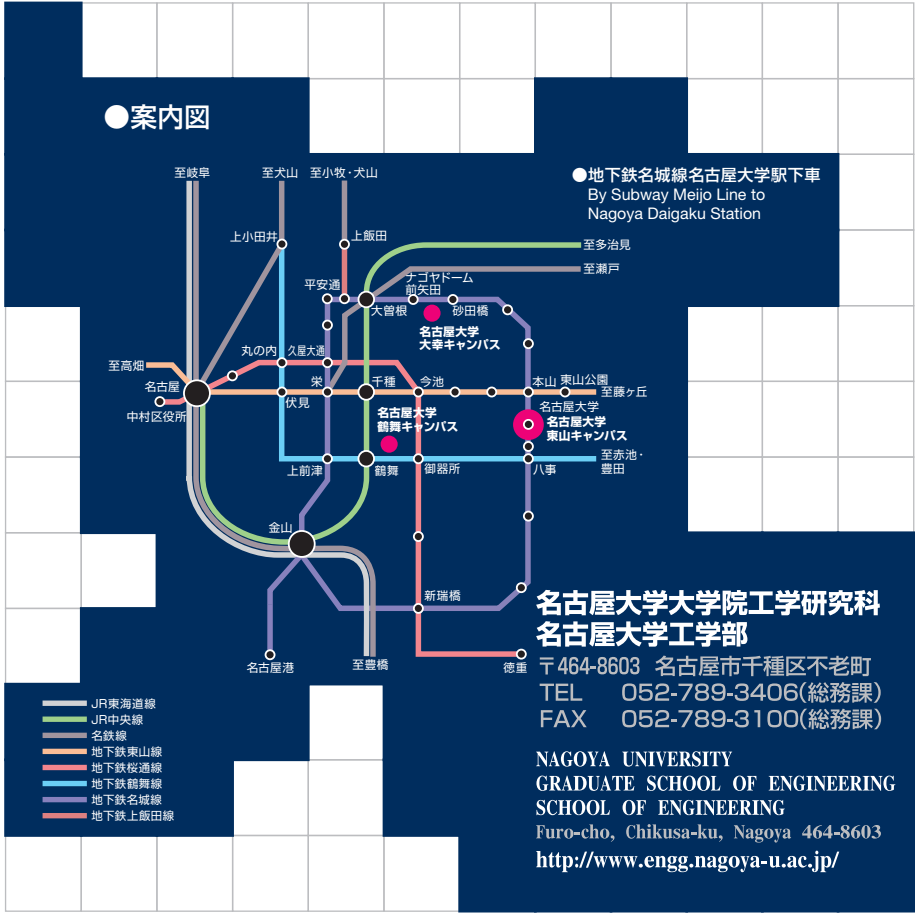 ●案内図
●地下鉄名城線名古屋大学駅下車
By Subway Meijo Line to
Nagoya Daigaku Station
至岐阜
至犬山
至小牧・犬山
上小田井
上飯田
至多治見
至瀬戸
平安通
ナゴヤドーム
前矢田
大曽根
砂田橋
名古屋大学
大幸キャンパス
丸の内
久屋大通
至高畑
名古屋
栄
千種
今池
本山
東山公園
至藤ヶ丘
伏見
中村区役所
名古屋大学
名古屋大学
鶴舞キャンパス
名古屋大学
東山キャンパス
上前津
鶴舞
御器所
八事
至赤池・
豊田
金山
新瑞橋
名古屋港
至豊橋
徳重
JR東海道線
JR中央線
名鉄線
地下鉄東山線
地下鉄桜通線
地下鉄鶴舞線
地下鉄名城線
地下鉄上飯田線
名古屋大学大学院工学研究科
名古屋大学工学部
〒464-8603 名古屋市千種区不老町
TEL 052-789-3406(総務課)
FAX 052-789-3100(総務課)
NAGOYA UNIVERSITY
GRADUATE SCHOOL OF ENGINEERING
SCHOOL OF ENGINEERING
Furo-cho, Chikusa-ku, Nagoya 464-8603
http://www.engg.nagoya-u.ac.jp/